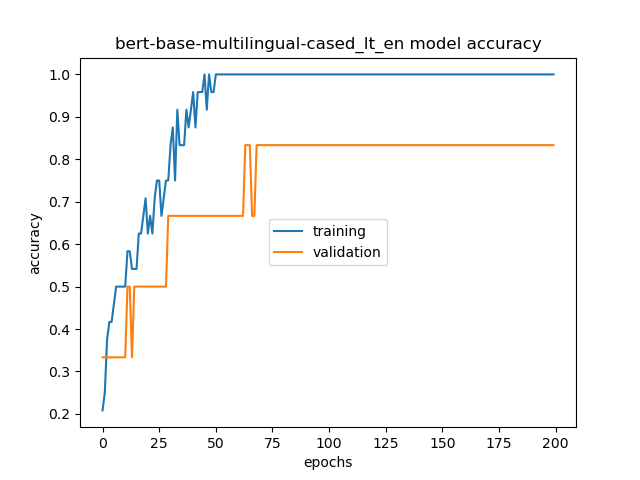 bert-base-multilingual-cased_lt_en model accuracy
1.0
0.9
0.8
0.7
0.6
0.5
0.4
0.3
0.2
accuracy
training
validation
0 25 50 75 100 125 150 175 200
epochs